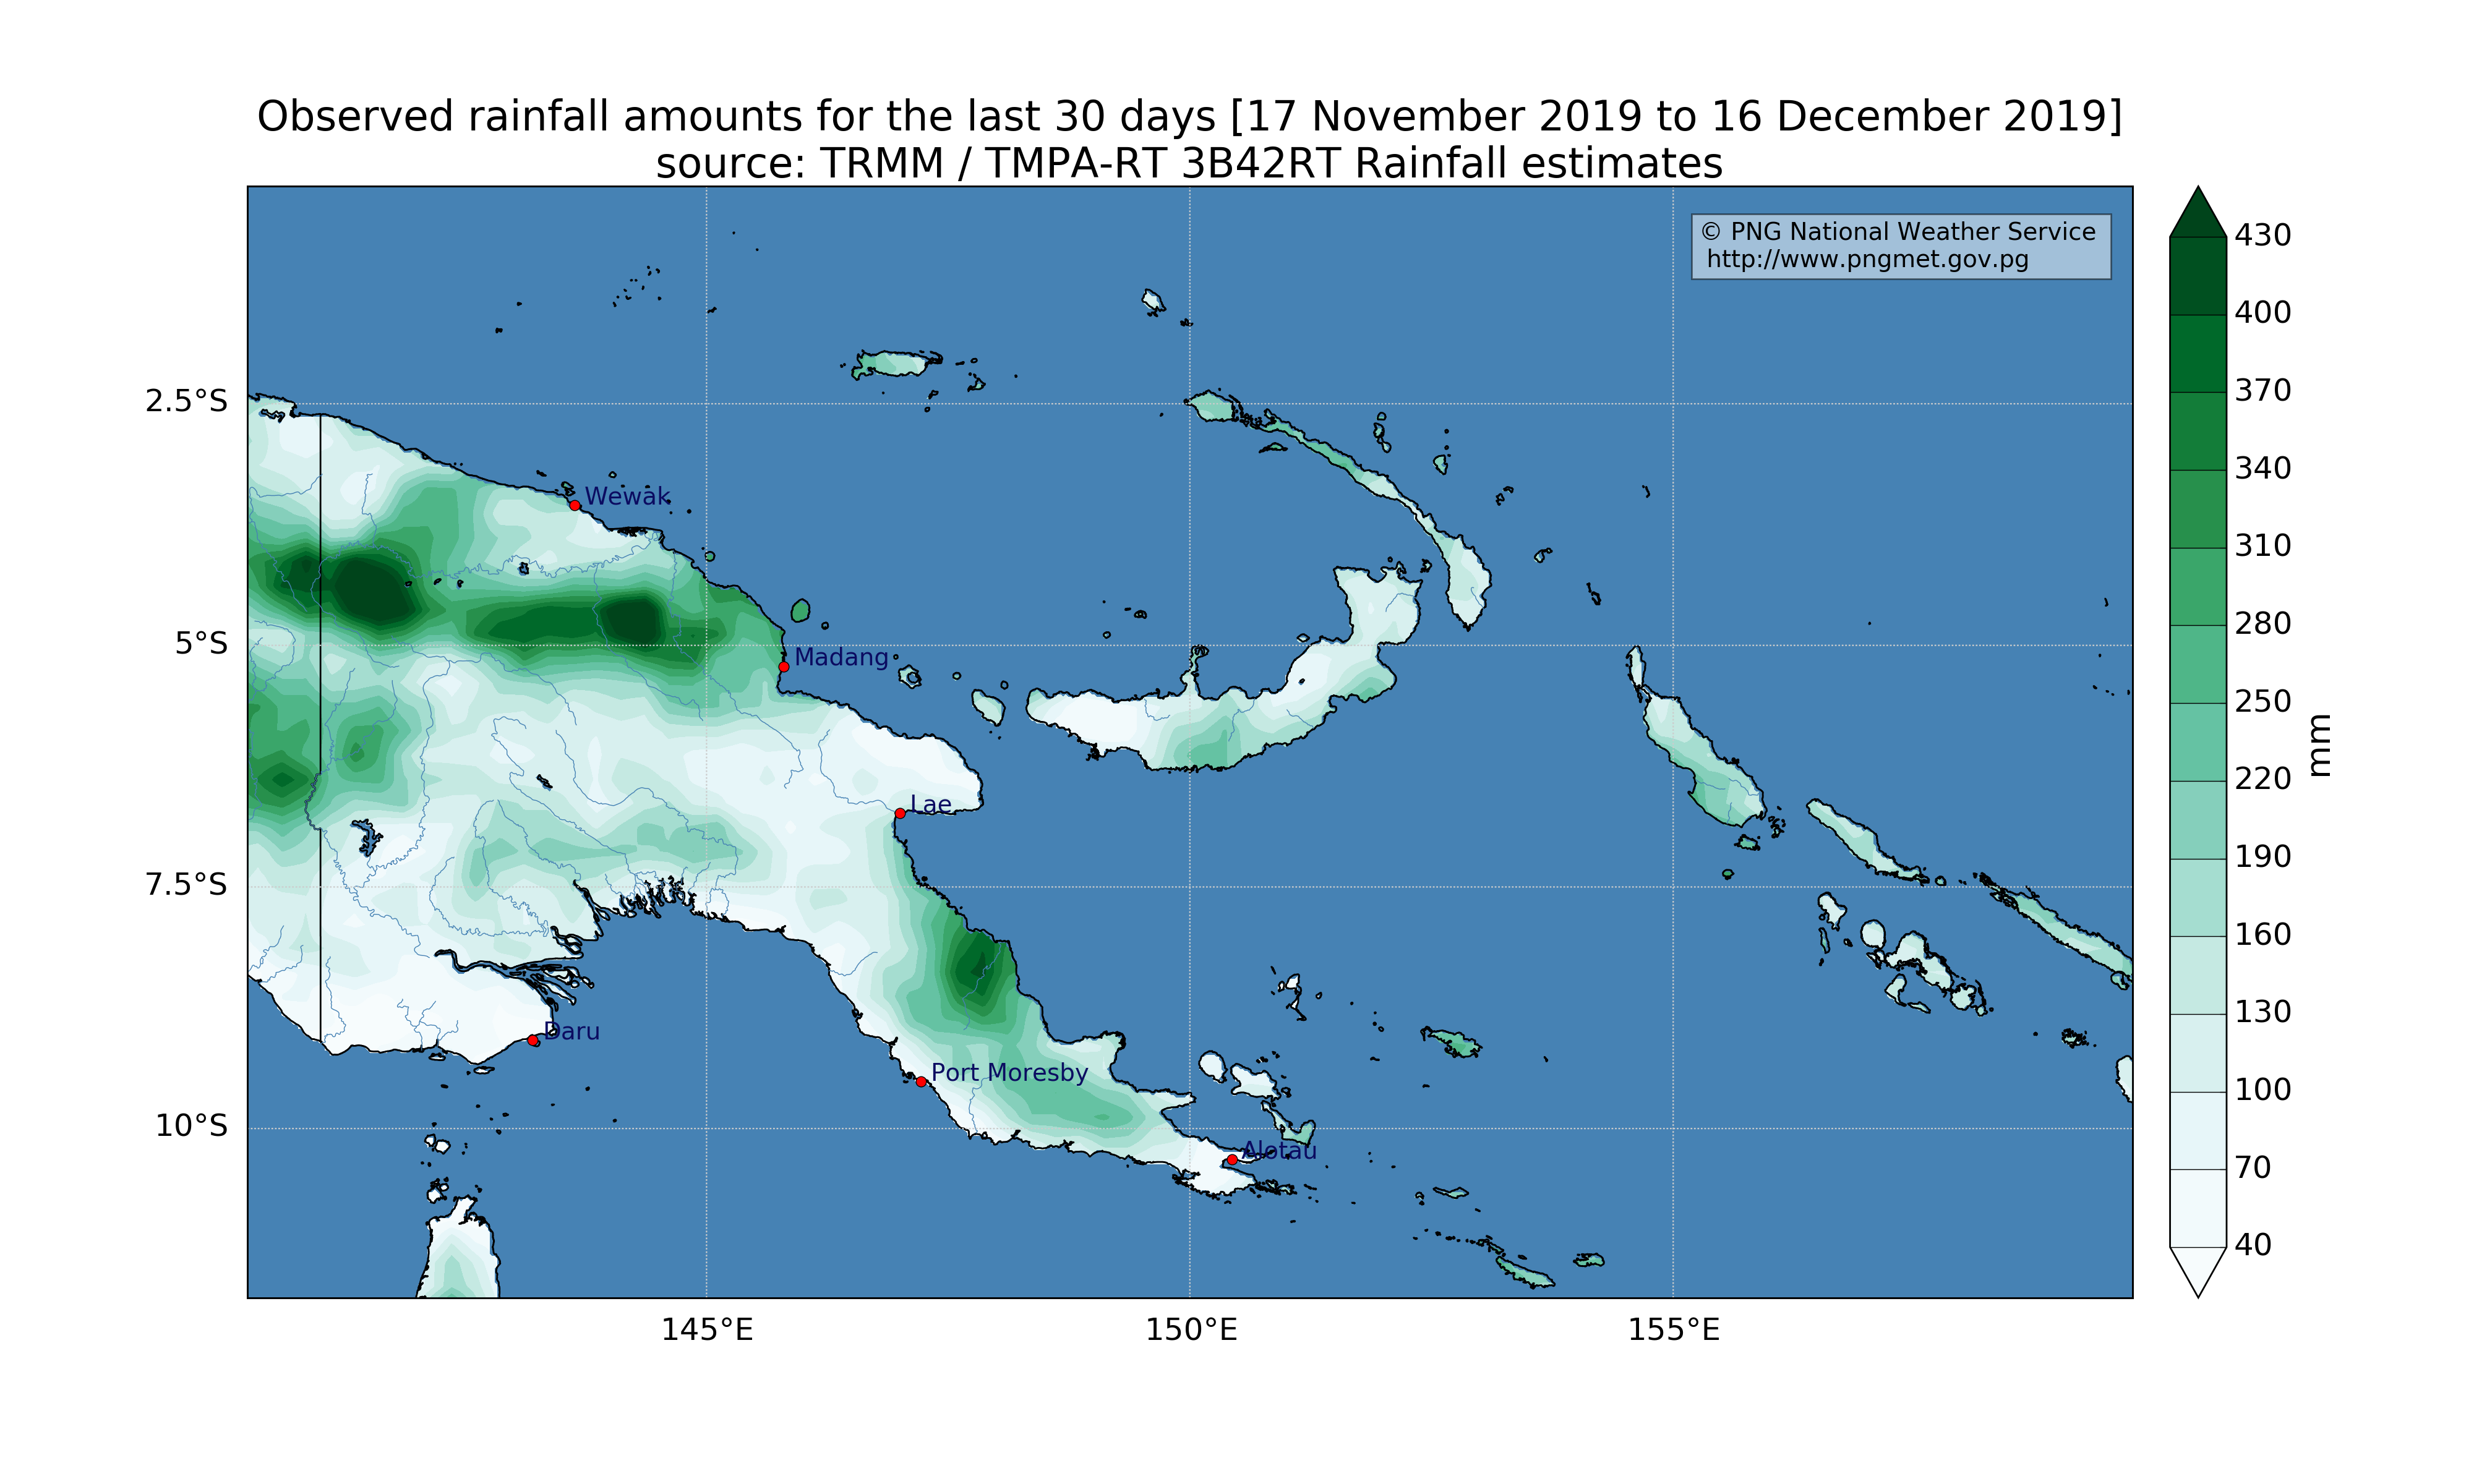 Observed rainfall amounts for the last 30 days [17 November 2019 to 16 December 2019]
source: TRMM / TMPA-RT 3B42RT Rainfall estimates
© PNG National Weather Service
http://www.pngmet.gov.pg
2.5°S
5°S
7.5°S
10°S
Wewak
Madang
Lae
Daru
Port Moresby
Alotau
145°E
150°E
155°E
430
400
370
340
310
280
250
220
190
160
130
100
70
40
mm